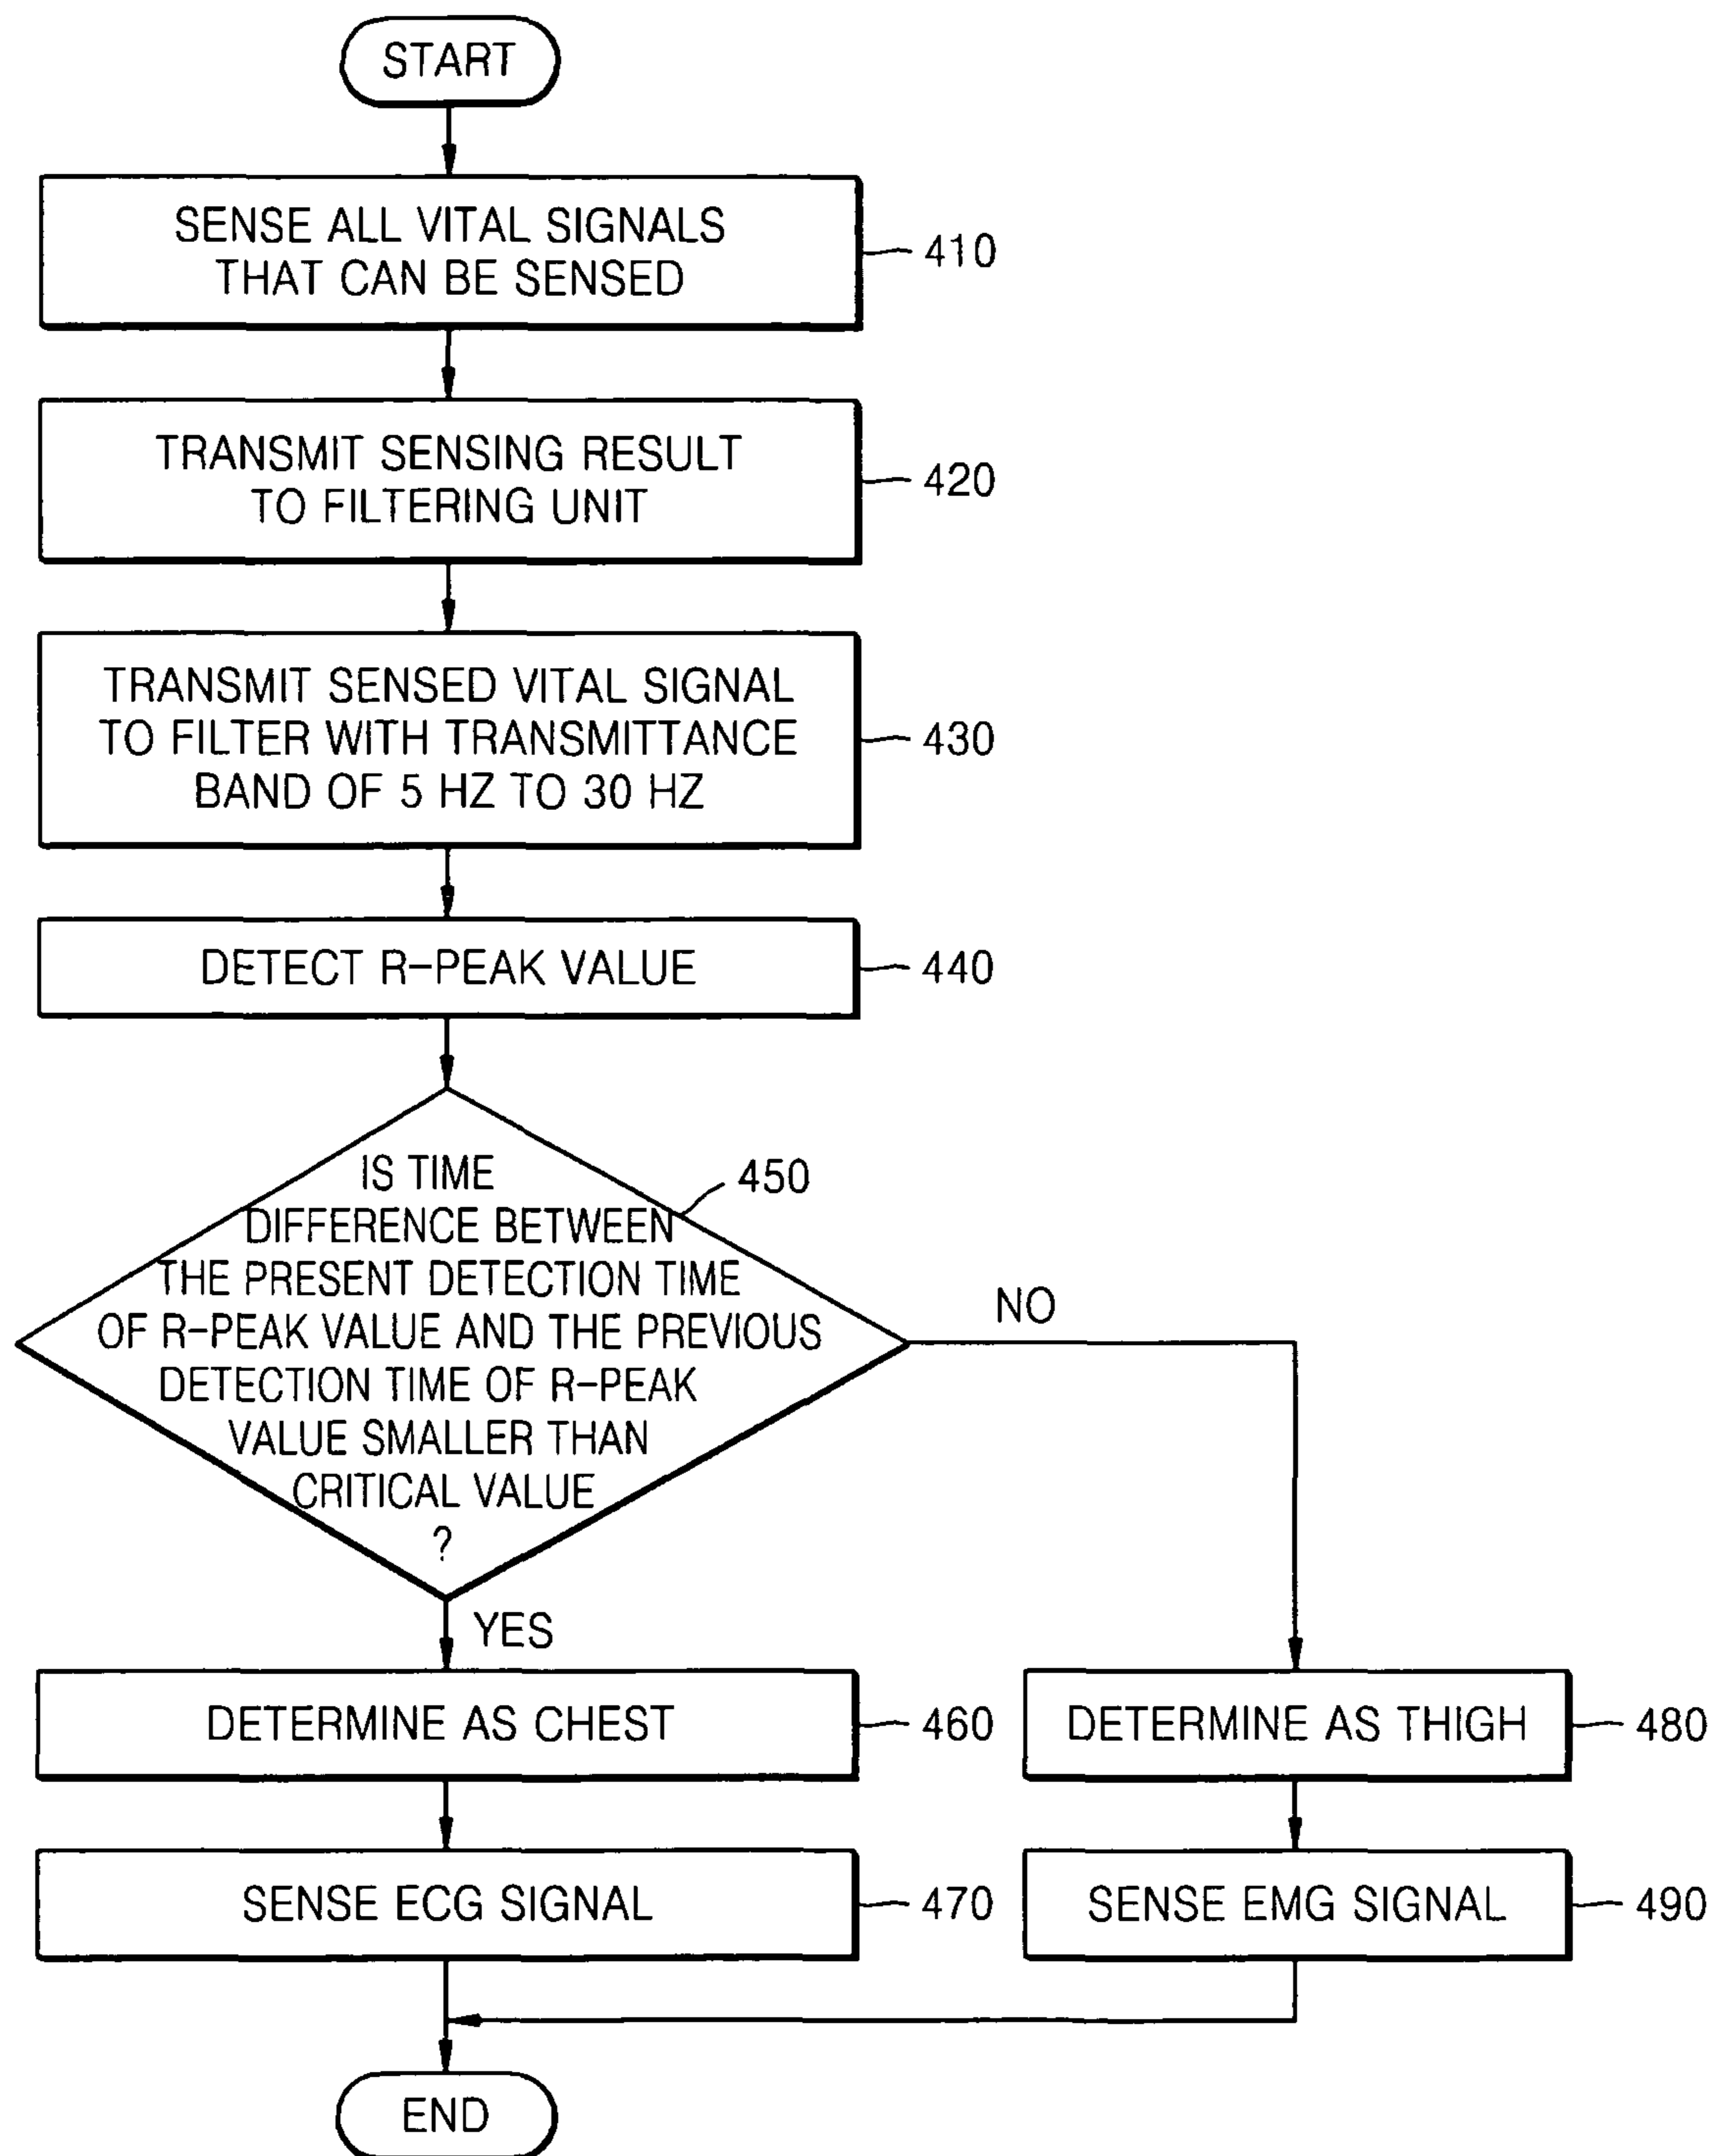 START
SENSE ALL VITAL SIGNALS
THAT CAN BE SENSED
410
TRANSMIT SENSING RESULT
TO FILTERING UNIT
420
TRANSMIT SENSED VITAL SIGNAL
TO FILTER WITH TRANSMITTANCE
BAND OF 5 HZ TO 30 HZ
430
DETECT R-PEAK VALUE
440
IS TIME
DIFFERENCE BETWEEN
THE PRESENT DETECTION TIME
OF R-PEAK VALUE AND THE PREVIOUS
DETECTION TIME OF R-PEAK
VALUE SMALLER THAN
CRITICAL VALUE
?
450
NO
YES
DETERMINE AS CHEST
460
DETERMINE AS THIGH
480
SENSE ECG SIGNAL
470
SENSE EMG SIGNAL
490
END